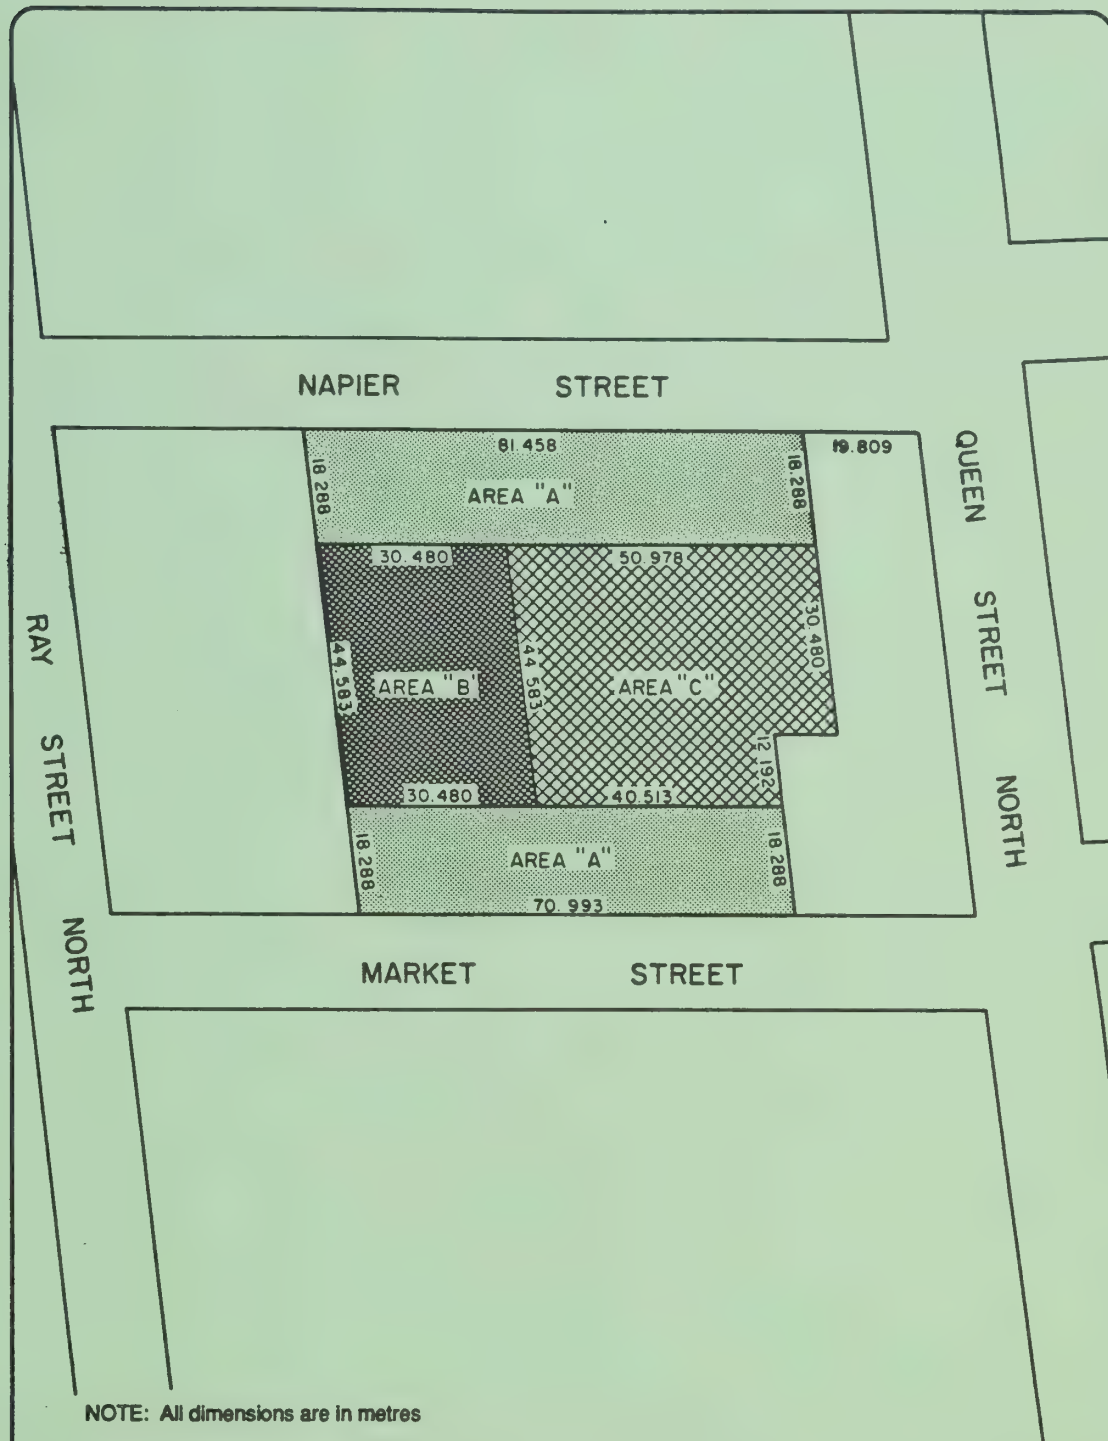 NAPIER STREET
81.458
19.809
18.288
18.288
AREA "A"
QUEEN STREET NORTH
30.480
50.978
30.480
RAY STREET NORTH
44.583
44.583
AREA "B'
AREA "C"
12.192
30.480
40.513
18.288
18.288
AREA "A"
70.993
MARKET STREET
NOTE: All dimensions are in metres